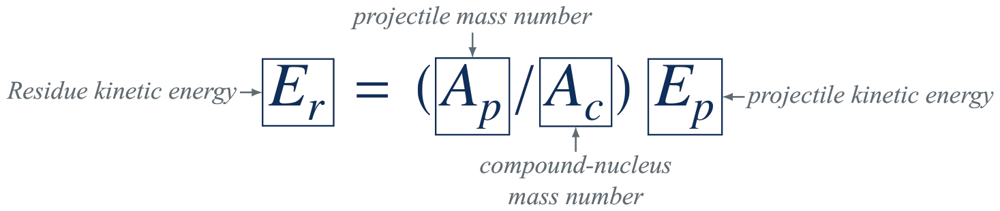 projectile mass number
Residue kinetic energy
E_r = (A_p/A_c) E_p
projectile kinetic energy
compound-nucleus
mass number